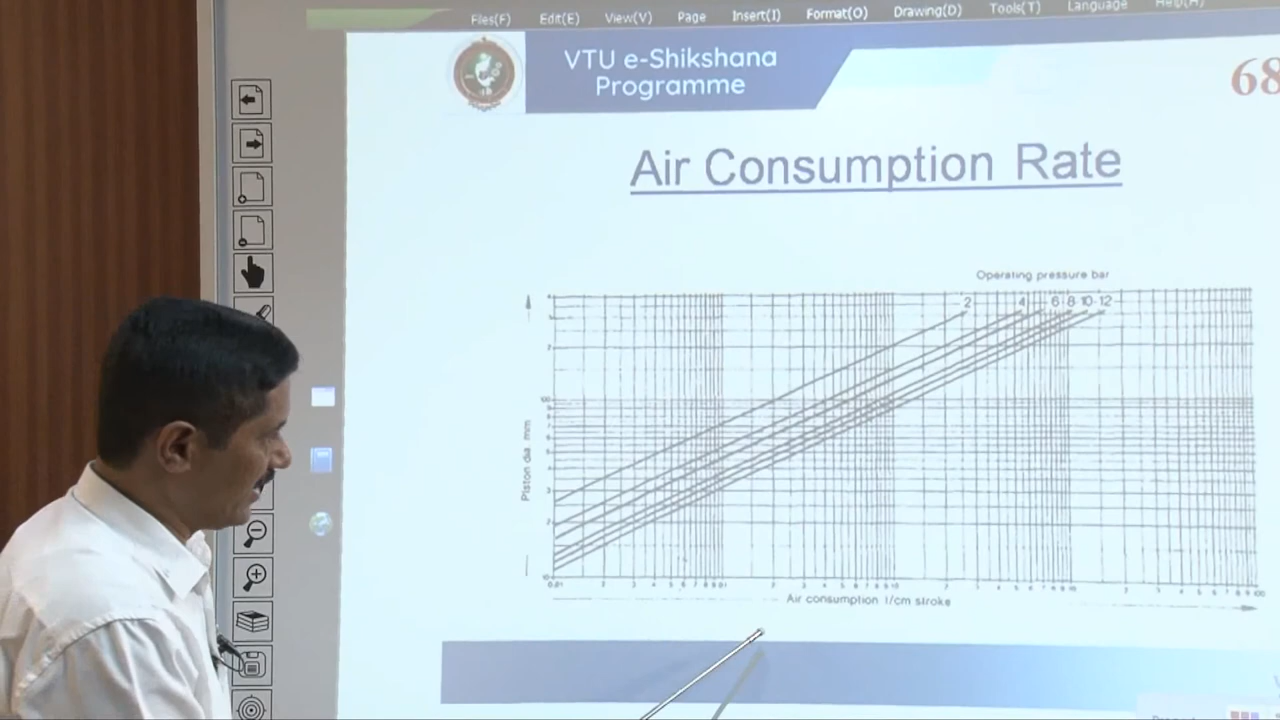 Files(F) Edit(E) View(V) Page Insert(I) Format(O) Drawing(D) Tools(T) Language Help(H)
VTU e-Shikshana
Programme
68
Air Consumption Rate
Operating pressure bar
2 4 6 8 10 12
Piston dia. mm
Air consumption l/cm stroke